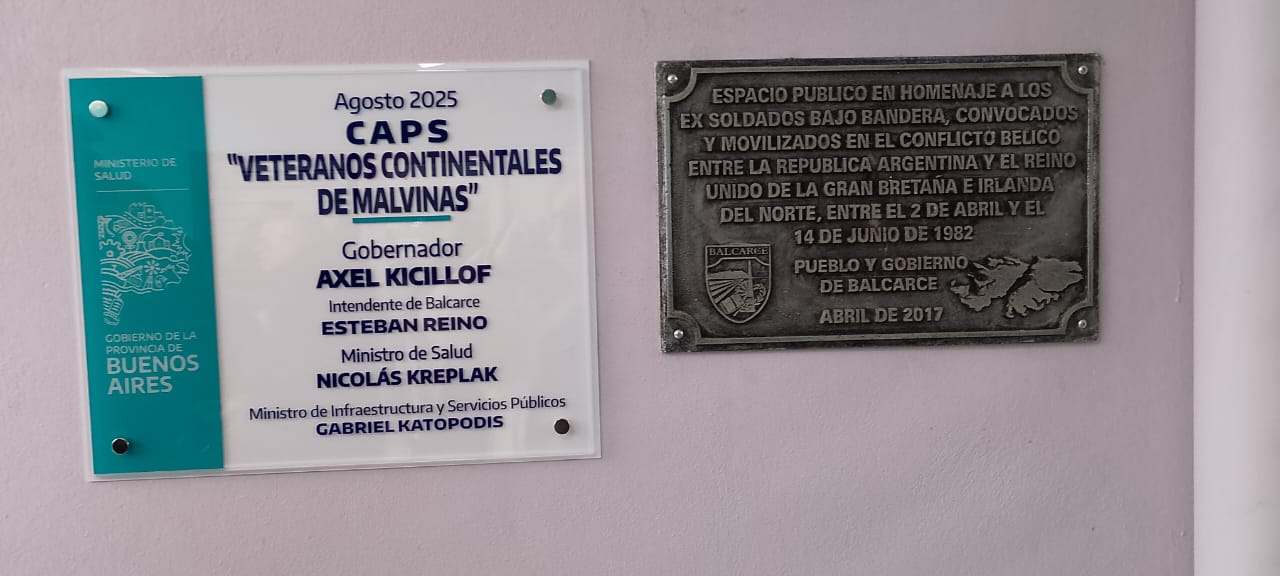 MINISTERIO DE
SALUD
GOBIERNO DE LA
PROVINCIA DE
BUENOS
AIRES
Agosto 2025
CAPS
"VETERANOS CONTINENTALES
DE MALVINAS"
Gobernador
AXEL KICILLOF
Intendente de Balcarce
ESTEBAN REINO
Ministro de Salud
NICOLÁS KREPLAK
Ministro de Infraestructura y Servicios Públicos
GABRIEL KATOPODIS
ESPACIO PUBLICO EN HOMENAJE A LOS
EX SOLDADOS BAJO BANDERA, CONVOCADOS
Y MOVILIZADOS EN EL CONFLICTO BELICO
ENTRE LA REPUBLICA ARGENTINA Y EL REINO
UNIDO DE LA GRAN BRETAÑA E IRLANDA
DEL NORTE, ENTRE EL 2 DE ABRIL Y EL
14 DE JUNIO DE 1982
BALCARCE
PUEBLO Y GOBIERNO
DE BALCARCE
ABRIL DE 2017